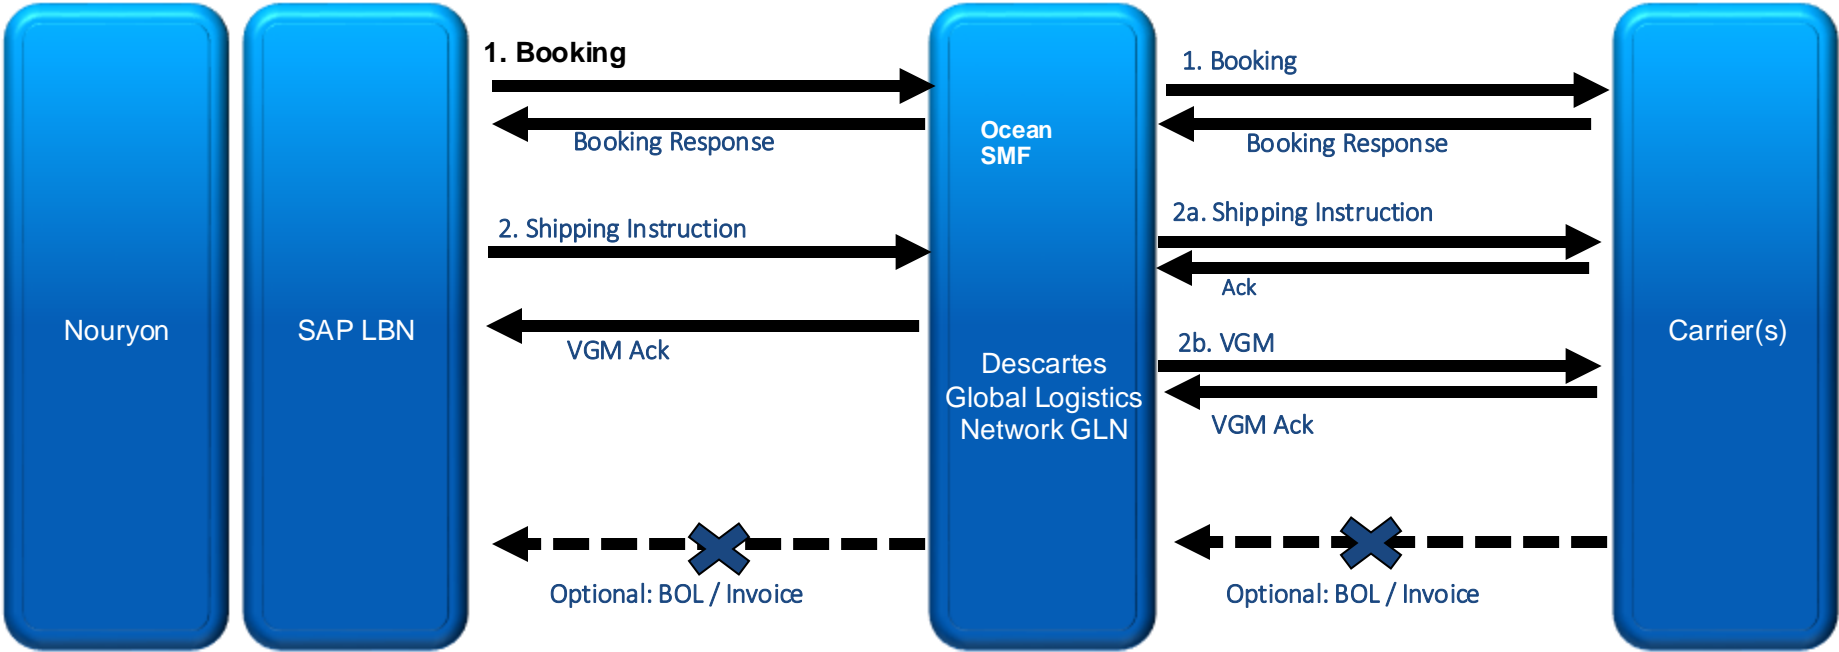 1. Booking
1. Booking
Ocean
SMF
Booking Response
Booking Response
2. Shipping Instruction
2a. Shipping Instruction
Ack
Nouryon
SAP LBN
Carrier(s)
VGM Ack
2b. VGM
Descartes
Global Logistics
Network GLN
VGM Ack
Optional: BOL / Invoice
Optional: BOL / Invoice